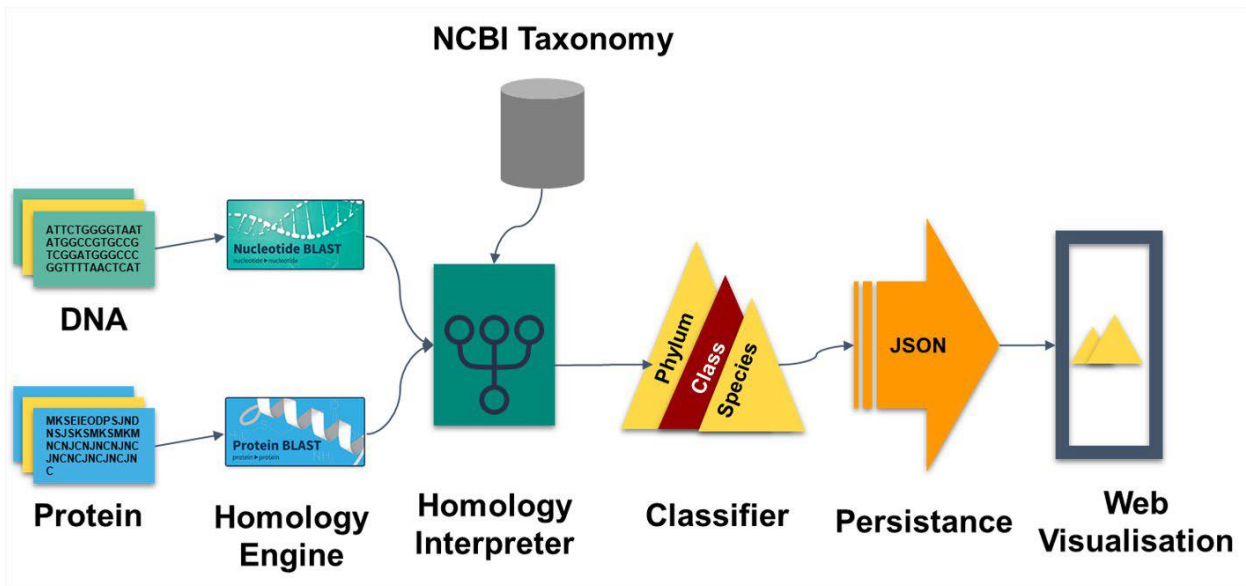 NCBI Taxonomy
ATTCTGGGGTAAT
ATGGCCGTGCCG
TCGGATGGGCCC
GGTTTTAACTCAT
DNA
Nucleotide BLAST
nucleotide ▸ nucleotide
MKSEIEODPSJND
NSJSKSMKSMKM
NCNJCNJNCNJNC
JNCNCJNCJNCJN
C
Protein
Protein BLAST
protein ▸ protein
Homology
Engine
Homology
Interpreter
Phylum
Class
Species
Classifier
JSON
Persistance
Web
Visualisation